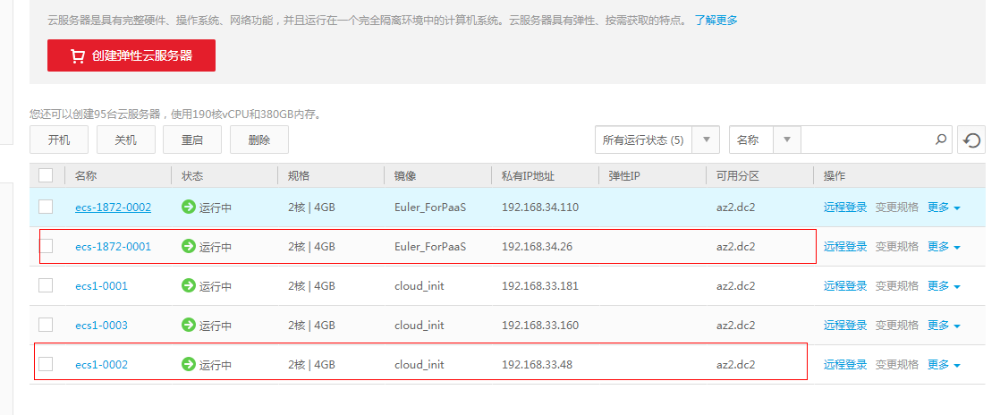 云服务器是具有完整硬件、操作系统、网络功能，并且运行在一个完全隔离环境中的计算机系统。云服务器具有弹性、按需获取的特点。 了解更多
创建弹性云服务器
您还可以创建95台云服务器，使用190核vCPU和380GB内存。
开机 关机 重启 删除 所有运行状态 (5) 名称
名称 状态 规格 镜像 私有IP地址 弹性IP 可用分区 操作
ecs-1872-0002 运行中 2核 | 4GB Euler_ForPaaS 192.168.34.110 az2.dc2 远程登录 变更规格 更多
ecs-1872-0001 运行中 2核 | 4GB Euler_ForPaaS 192.168.34.26 az2.dc2 远程登录 变更规格 更多
ecs1-0001 运行中 2核 | 4GB cloud_init 192.168.33.181 az2.dc2 远程登录 变更规格 更多
ecs1-0003 运行中 2核 | 4GB cloud_init 192.168.33.160 az2.dc2 远程登录 变更规格 更多
ecs1-0002 运行中 2核 | 4GB cloud_init 192.168.33.48 az2.dc2 远程登录 变更规格 更多